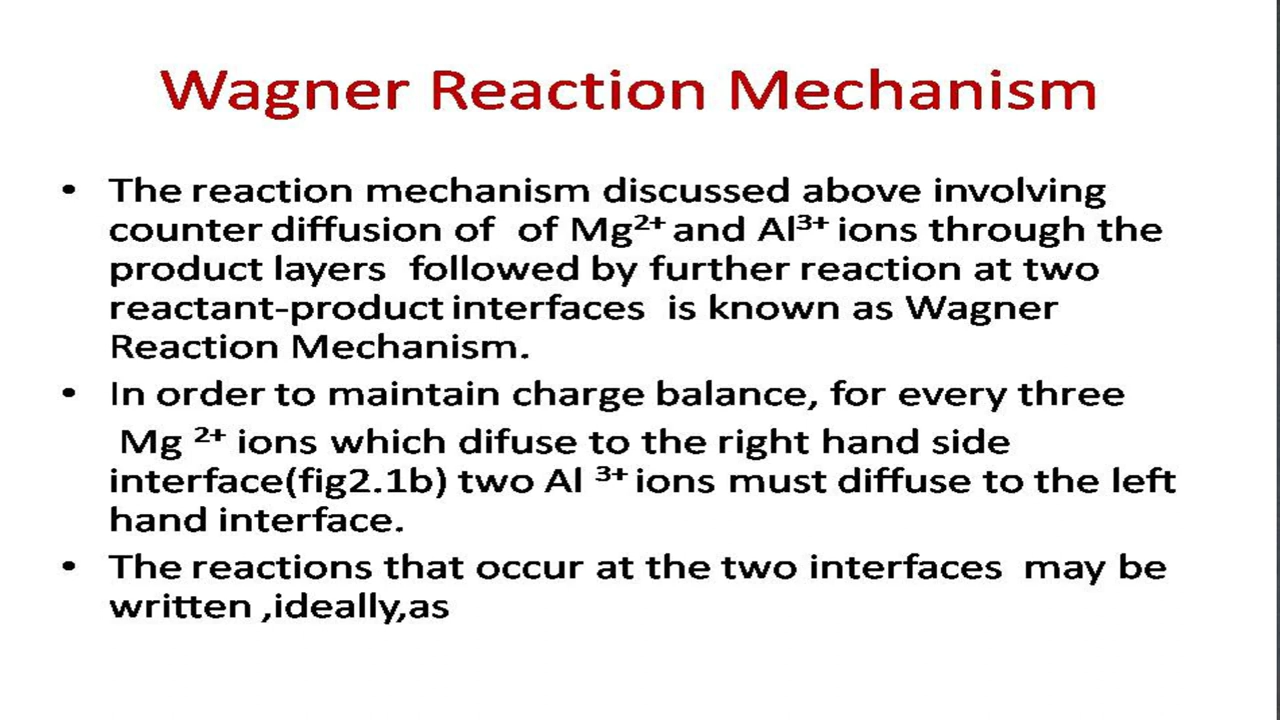 Wagner Reaction Mechanism
• The reaction mechanism discussed above involving
counter diffusion of of Mg²⁺ and Al³⁺ ions through the
product layers followed by further reaction at two
reactant-product interfaces is known as Wagner
Reaction Mechanism.
• In order to maintain charge balance, for every three
Mg ²⁺ ions which difuse to the right hand side
interface(fig2.1b) two Al ³⁺ ions must diffuse to the left
hand interface.
• The reactions that occur at the two interfaces may be
written ,ideally,as